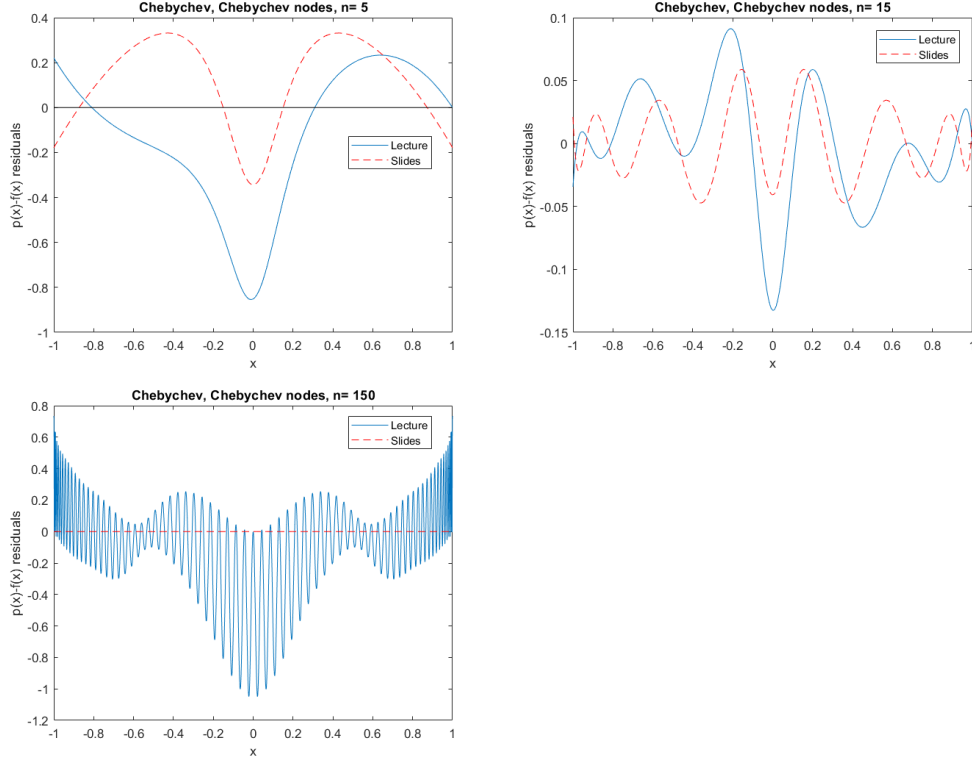 Chebychev, Chebychev nodes, n= 5
0.4
0.2
0
-0.2
-0.4
-0.6
-0.8
-1
p(x)-f(x) residuals
Lecture
Slides
-1 -0.8 -0.6 -0.4 -0.2 0 0.2 0.4 0.6 0.8 1
x
Chebychev, Chebychev nodes, n= 15
0.1
0.05
0
-0.05
-0.1
-0.15
p(x)-f(x) residuals
Lecture
Slides
-1 -0.8 -0.6 -0.4 -0.2 0 0.2 0.4 0.6 0.8 1
x
Chebychev, Chebychev nodes, n= 150
0.8
0.6
0.4
0.2
0
-0.2
-0.4
-0.6
-0.8
-1
-1.2
p(x)-f(x) residuals
Lecture
Slides
-1 -0.8 -0.6 -0.4 -0.2 0 0.2 0.4 0.6 0.8 1
x